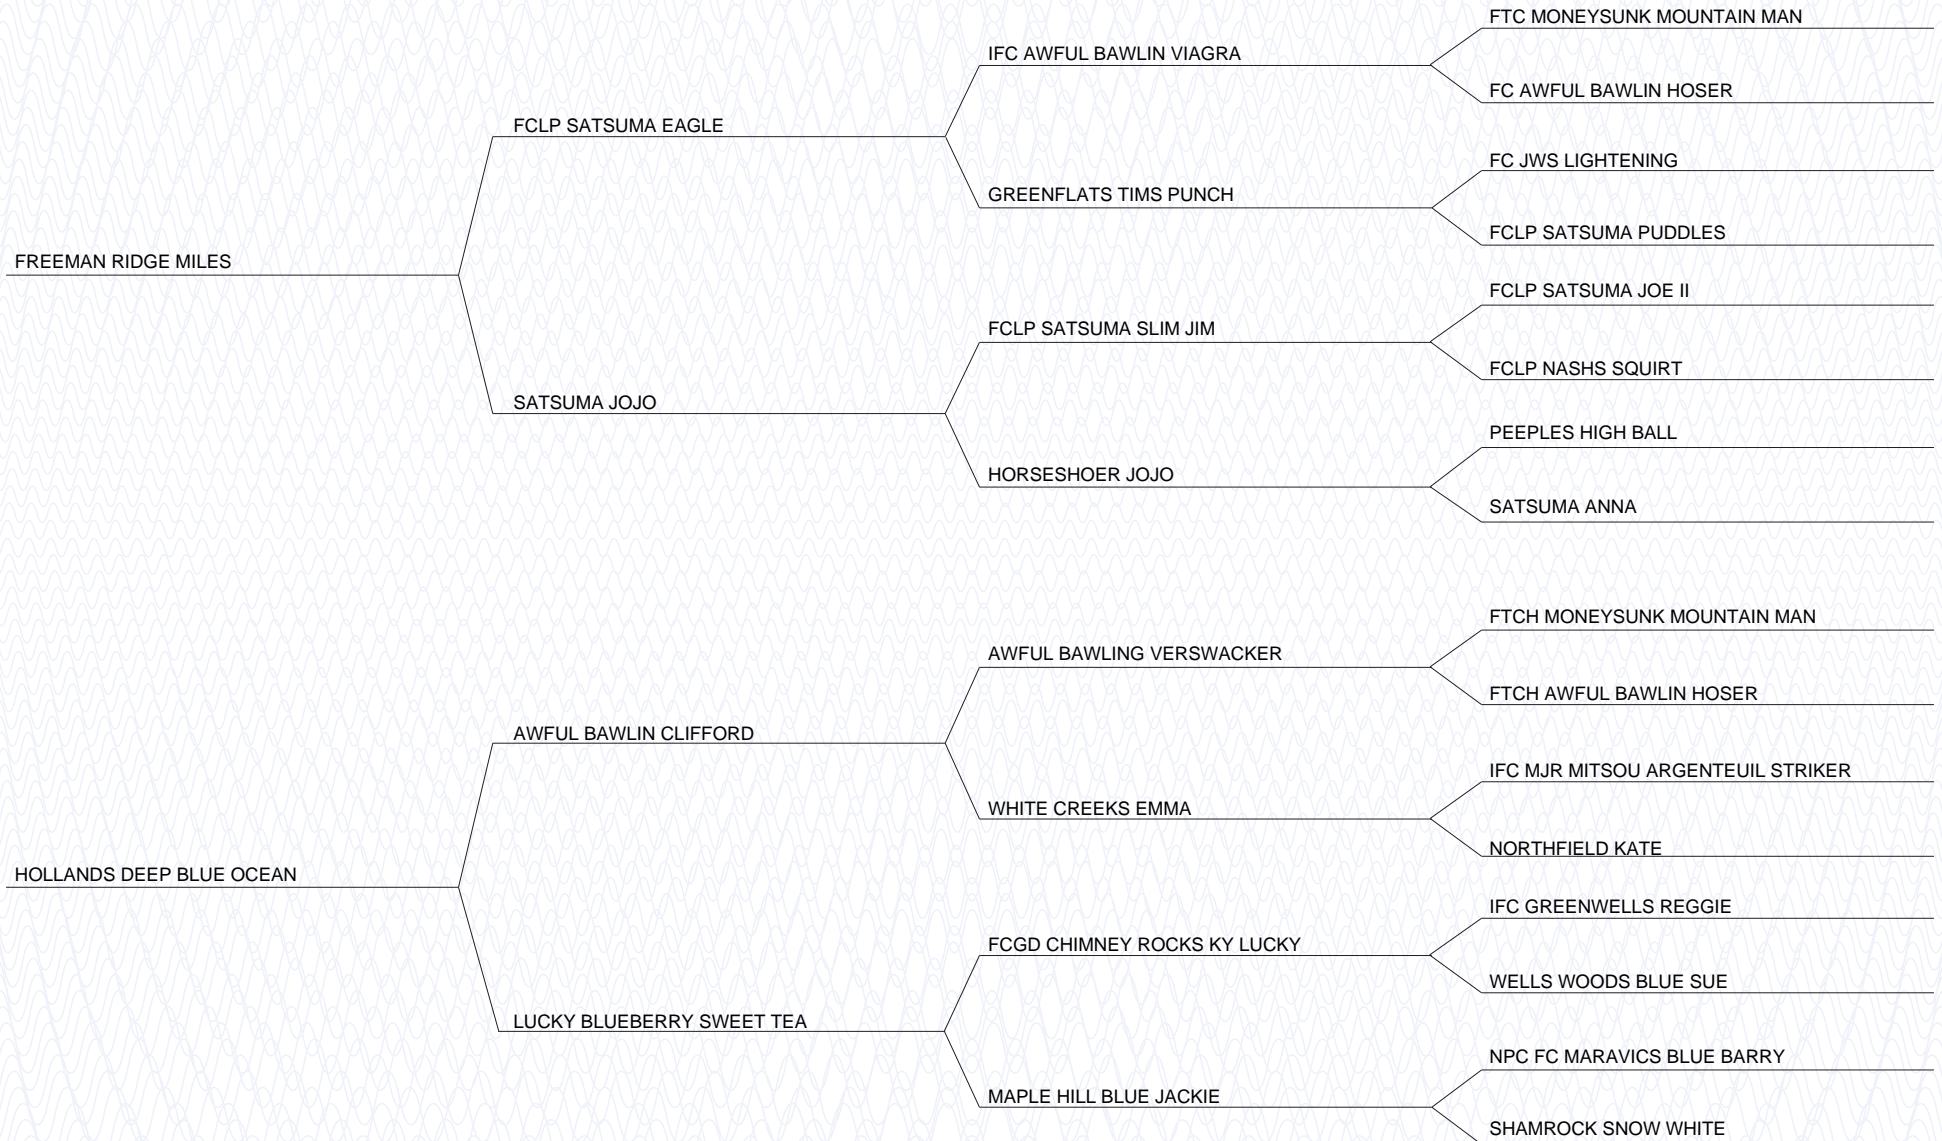 FTC MONEYSUNK MOUNTAIN MAN
IFC AWFUL BAWLIN VIAGRA
FC AWFUL BAWLIN HOSER
FCLP SATSUMA EAGLE
FC JWS LIGHTENING
GREENFLATS TIMS PUNCH
FCLP SATSUMA PUDDLES
FREEMAN RIDGE MILES
FCLP SATSUMA JOE II
FCLP SATSUMA SLIM JIM
FCLP NASHS SQUIRT
SATSUMA JOJO
PEEPLES HIGH BALL
HORSESHOER JOJO
SATSUMA ANNA
FTCH MONEYSUNK MOUNTAIN MAN
AWFUL BAWLING VERSWACKER
FTCH AWFUL BAWLIN HOSER
AWFUL BAWLIN CLIFFORD
IFC MJR MITSOU ARGENTEUIL STRIKER
WHITE CREEKS EMMA
NORTHFIELD KATE
HOLLANDS DEEP BLUE OCEAN
IFC GREENWELLS REGGIE
FCGD CHIMNEY ROCKS KY LUCKY
WELLS WOODS BLUE SUE
LUCKY BLUEBERRY SWEET TEA
NPC FC MARAVICS BLUE BARRY
MAPLE HILL BLUE JACKIE
SHAMROCK SNOW WHITE